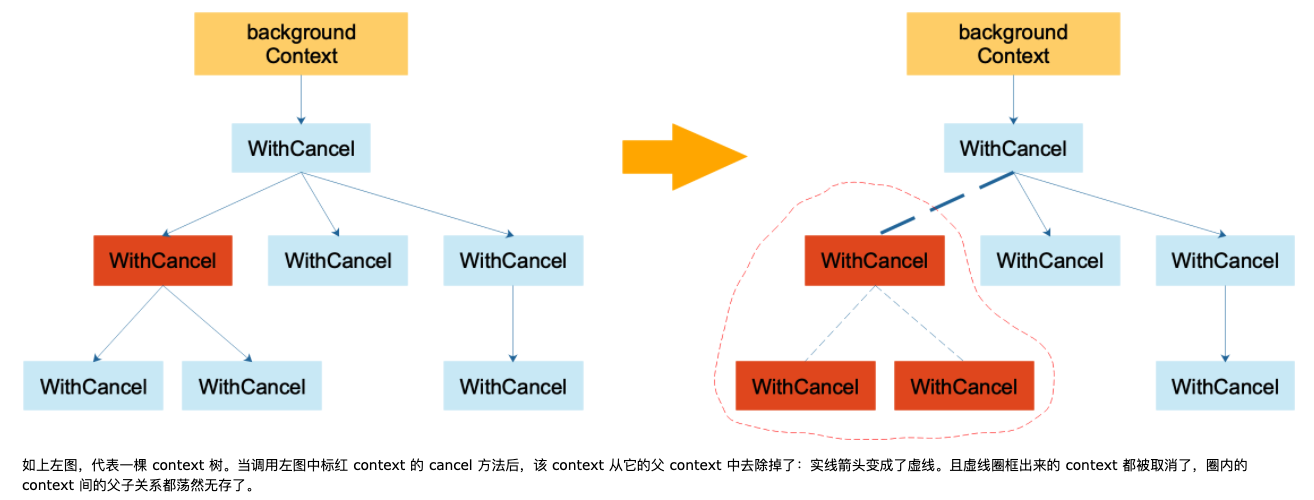 background
Context
WithCancel
WithCancel
WithCancel
WithCancel
WithCancel
WithCancel
WithCancel
background
Context
WithCancel
WithCancel
WithCancel
WithCancel
WithCancel
WithCancel
WithCancel
如上左图，代表一棵 context 树。当调用左图中标红 context 的 cancel 方法后，该 context 从它的父 context 中去除掉了：实线箭头变成了虚线。且虚线圈框出来的 context 都被取消了，圈内的
context 间的父子关系都荡然无存了。